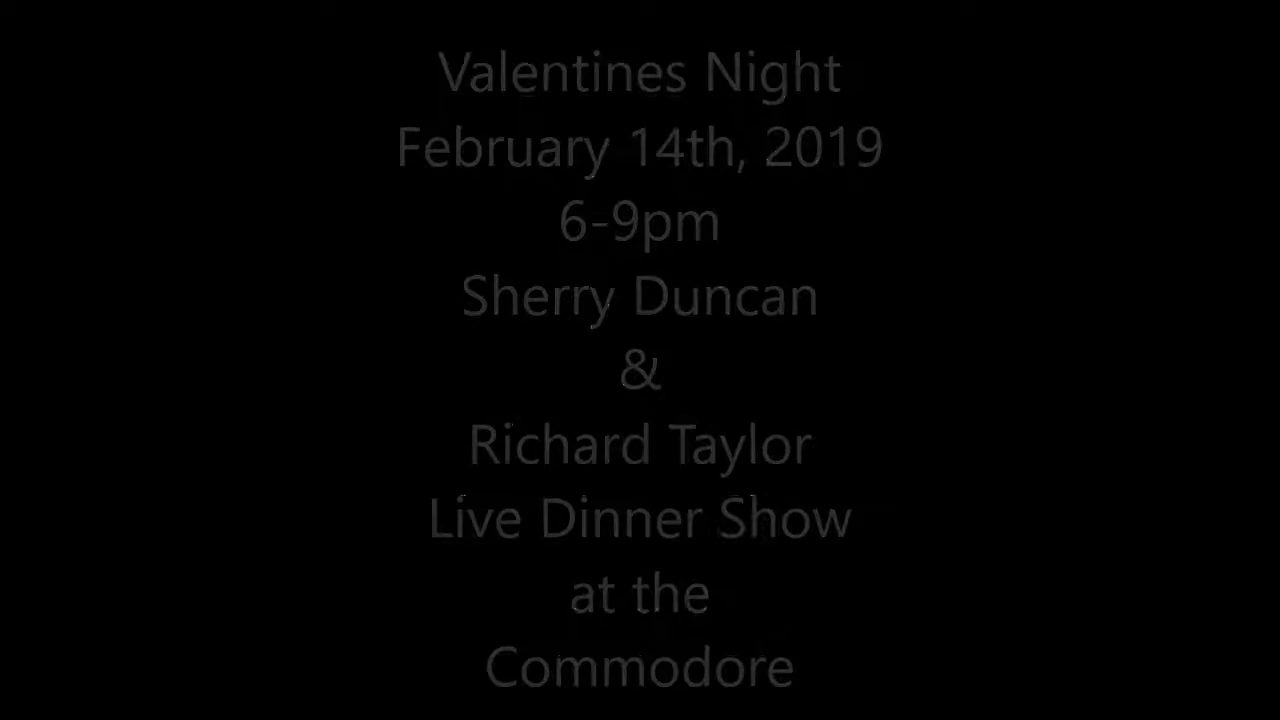 Valentines Night
February 14th, 2019
6-9pm
Sherry Duncan
&
Richard Taylor
Live Dinner Show
at the
Commodore